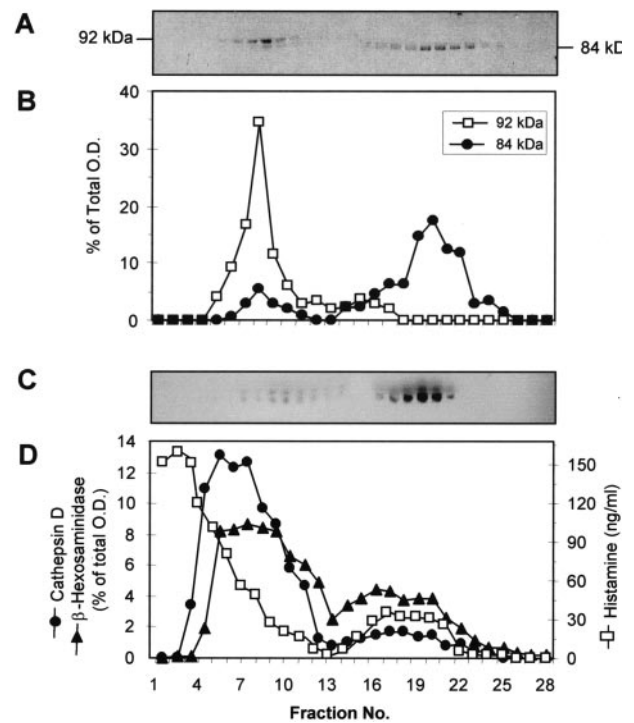 A
92 kDa
84 kD
B
40
30
20
10
0
% of Total O.D.
92 kDa
84 kDa
C
D
14
12
10
8
6
4
2
0
Cathepsin D
β-Hexosaminidase
(% of total O.D.)
150
120
90
60
30
0
Histamine (ng/ml)
1 4 7 10 13 16 19 22 25 28
Fraction No.